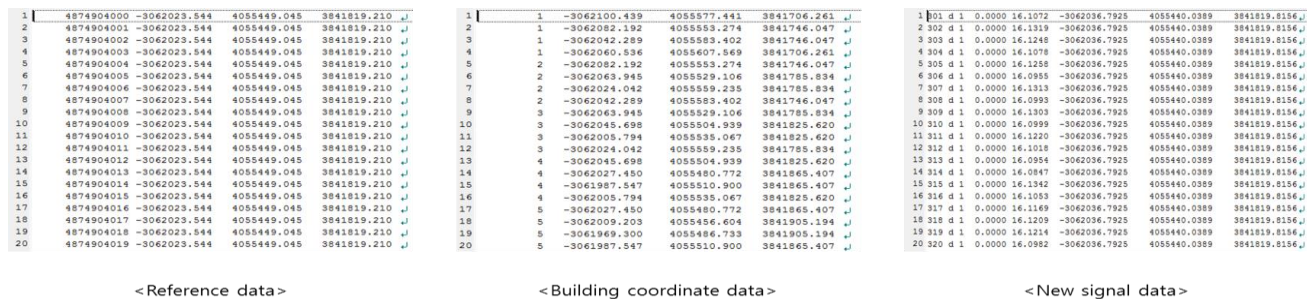 1 4874904000 -3062023.544 4055449.045 3841819.210
2 4874904001 -3062023.544 4055449.045 3841819.210
3 4874904002 -3062023.544 4055449.045 3841819.210
4 4874904003 -3062023.544 4055449.045 3841819.210
5 4874904004 -3062023.544 4055449.045 3841819.210
6 4874904005 -3062023.544 4055449.045 3841819.210
7 4874904006 -3062023.544 4055449.045 3841819.210
8 4874904007 -3062023.544 4055449.045 3841819.210
9 4874904008 -3062023.544 4055449.045 3841819.210
10 4874904009 -3062023.544 4055449.045 3841819.210
11 4874904010 -3062023.544 4055449.045 3841819.210
12 4874904011 -3062023.544 4055449.045 3841819.210
13 4874904012 -3062023.544 4055449.045 3841819.210
14 4874904013 -3062023.544 4055449.045 3841819.210
15 4874904014 -3062023.544 4055449.045 3841819.210
16 4874904015 -3062023.544 4055449.045 3841819.210
17 4874904016 -3062023.544 4055449.045 3841819.210
18 4874904017 -3062023.544 4055449.045 3841819.210
19 4874904018 -3062023.544 4055449.045 3841819.210
20 4874904019 -3062023.544 4055449.045 3841819.210
<Reference data>
1 1 -3062100.439 4055577.441 3841706.261
2 1 -3062082.192 4055553.274 3841746.047
3 1 -3062042.289 4055583.402 3841746.047
4 1 -3062060.536 4055607.569 3841706.261
5 2 -3062082.192 4055553.274 3841746.047
6 2 -3062063.945 4055529.106 3841785.834
7 2 -3062024.042 4055559.235 3841785.834
8 2 -3062042.289 4055583.402 3841746.047
9 3 -3062063.945 4055529.106 3841785.834
10 3 -3062045.698 4055504.939 3841825.620
11 3 -3062005.794 4055535.067 3841825.620
12 3 -3062024.042 4055559.235 3841785.834
13 4 -3062045.698 4055504.939 3841825.620
14 4 -3062027.450 4055480.772 3841865.407
15 4 -3061987.547 4055510.900 3841865.407
16 4 -3062005.794 4055535.067 3841825.620
17 5 -3062027.450 4055480.772 3841865.407
18 5 -3062009.203 4055456.604 3841905.194
19 5 -3061969.300 4055486.733 3841905.194
20 5 -3061987.547 4055510.900 3841865.407
<Building coordinate data>
1 301 d 1 0.0000 16.1072 -3062036.7925 4055440.0389 3841819.8156
2 302 d 1 0.0000 16.1319 -3062036.7925 4055440.0389 3841819.8156
3 303 d 1 0.0000 16.1248 -3062036.7925 4055440.0389 3841819.8156
4 304 d 1 0.0000 16.1078 -3062036.7925 4055440.0389 3841819.8156
5 305 d 1 0.0000 16.1258 -3062036.7925 4055440.0389 3841819.8156
6 306 d 1 0.0000 16.0955 -3062036.7925 4055440.0389 3841819.8156
7 307 d 1 0.0000 16.1313 -3062036.7925 4055440.0389 3841819.8156
8 308 d 1 0.0000 16.0993 -3062036.7925 4055440.0389 3841819.8156
9 309 d 1 0.0000 16.1303 -3062036.7925 4055440.0389 3841819.8156
10 310 d 1 0.0000 16.0999 -3062036.7925 4055440.0389 3841819.8156
11 311 d 1 0.0000 16.1220 -3062036.7925 4055440.0389 3841819.8156
12 312 d 1 0.0000 16.1018 -3062036.7925 4055440.0389 3841819.8156
13 313 d 1 0.0000 16.0954 -3062036.7925 4055440.0389 3841819.8156
14 314 d 1 0.0000 16.0847 -3062036.7925 4055440.0389 3841819.8156
15 315 d 1 0.0000 16.1342 -3062036.7925 4055440.0389 3841819.8156
16 316 d 1 0.0000 16.1053 -3062036.7925 4055440.0389 3841819.8156
17 317 d 1 0.0000 16.1169 -3062036.7925 4055440.0389 3841819.8156
18 318 d 1 0.0000 16.1209 -3062036.7925 4055440.0389 3841819.8156
19 319 d 1 0.0000 16.1214 -3062036.7925 4055440.0389 3841819.8156
20 320 d 1 0.0000 16.0982 -3062036.7925 4055440.0389 3841819.8156
<New signal data>